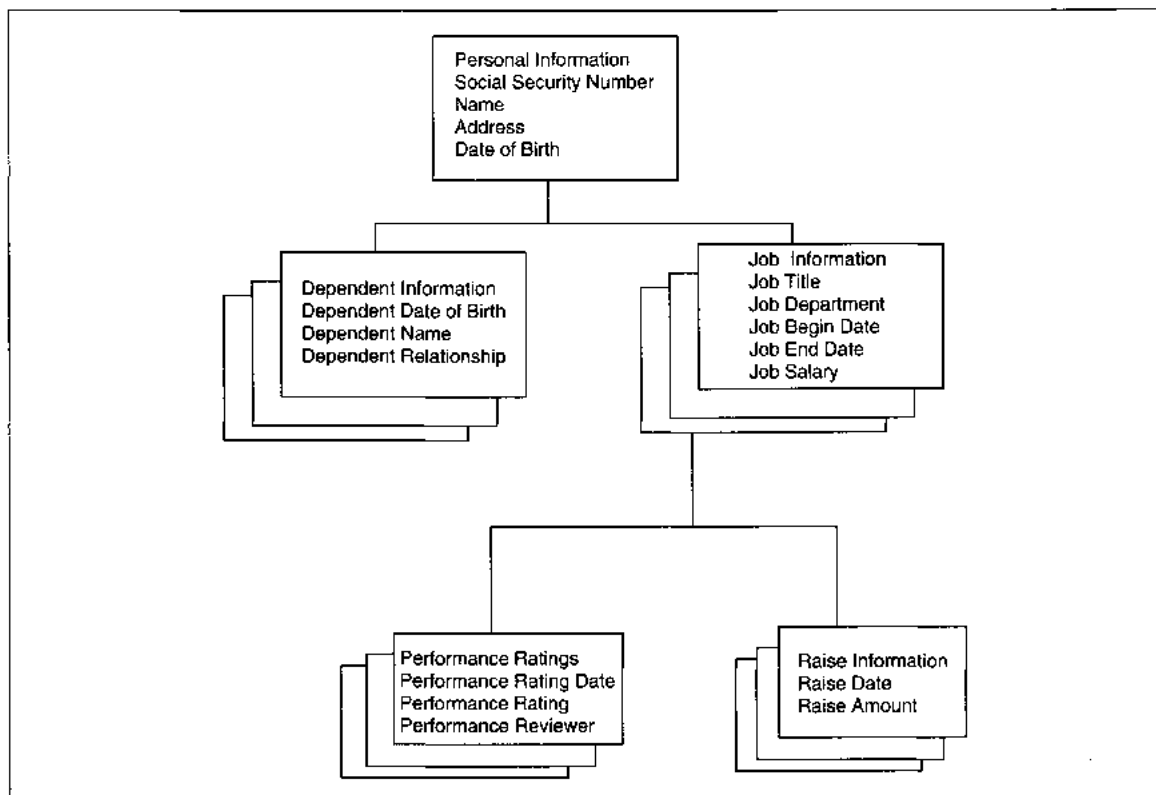 Personal Information
Social Security Number
Name
Address
Date of Birth
Dependent Information
Dependent Date of Birth
Dependent Name
Dependent Relationship
Job Information
Job Title
Job Department
Job Begin Date
Job End Date
Job Salary
Performance Ratings
Performance Rating Date
Performance Rating
Performance Reviewer
Raise Information
Raise Date
Raise Amount